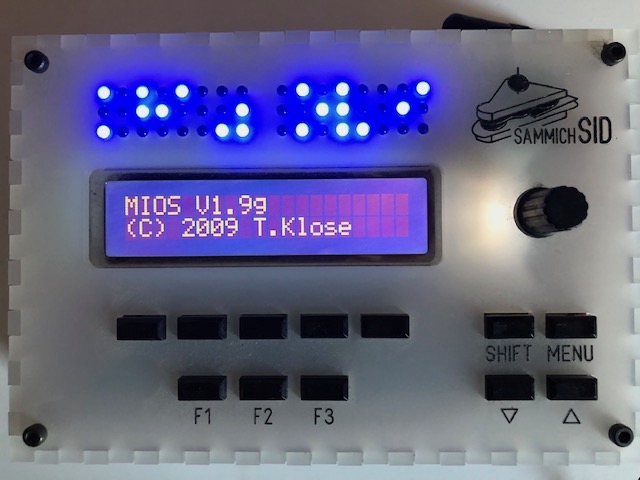 SAMMICHSID
MIOS V1.9g
(C) 2009 T.Klose
SHIFT MENU
F1 F2 F3